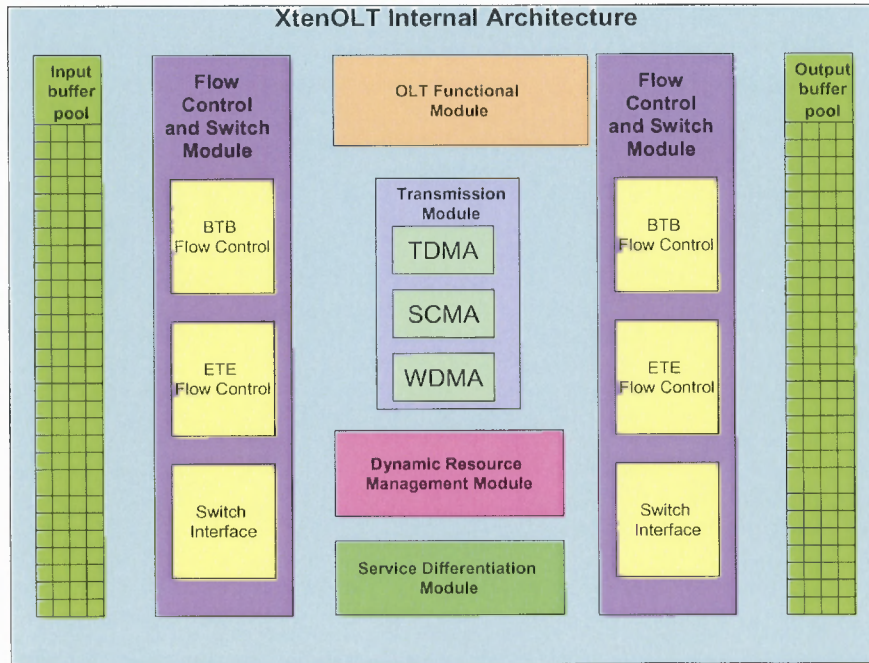 XtenOLT Internal Architecture
Input
buffer
pool
Flow
Control
and Switch
Module
BTB
Flow Control
ETE
Flow Control
Switch
Interface
OLT Functional
Module
Transmission
Module
TDMA
SCMA
WDMA
Dynamic Resource
Management Module
Service Differentiation
Module
Flow
Control
and Switch
Module
BTB
Flow Control
ETE
Flow Control
Switch
Interface
Output
buffer
pool